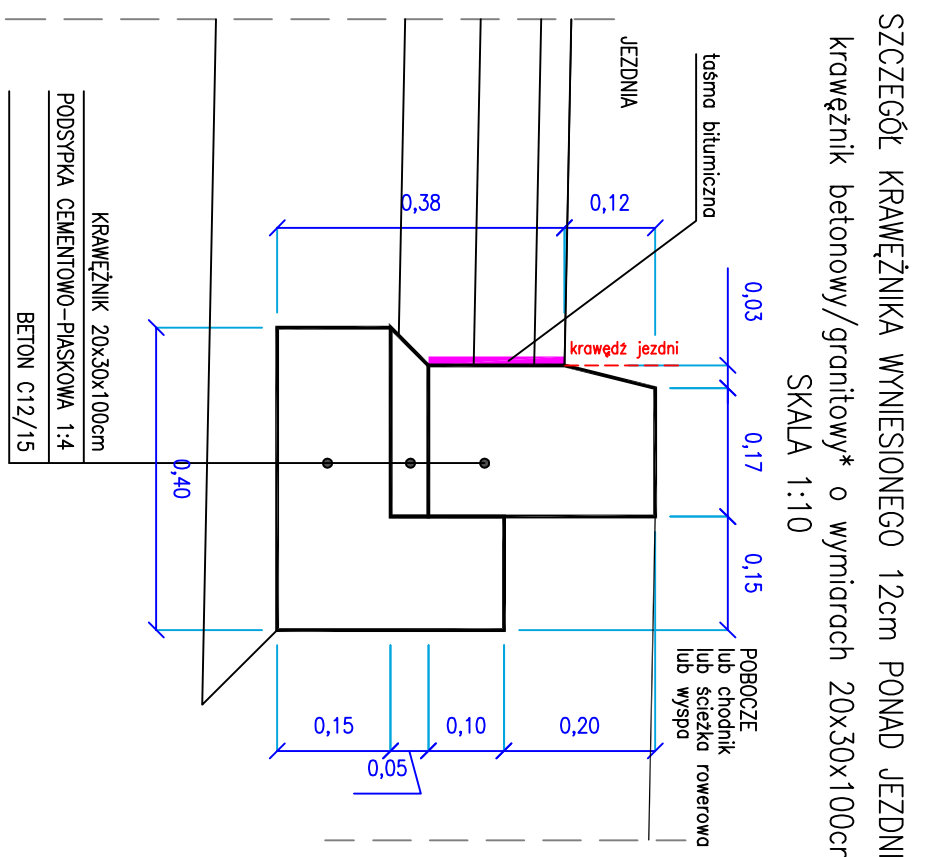 SZCZEGÓŁ KRAWĘŻNIKA WYNIESIONEGO 12cm PONAD JEZDNI
krawężnik betonowy/granitowy* o wymiarach 20x30x100cm
SKALA 1:10
taśma bitumiczna
JEZDNIA
0,38
0,12
0,03
krawędź jezdni
0,17
0,15
0,40
POBOCZE
lub chodnik
lub ścieżka rowerowa
lub wyspa
0,15
0,05
0,10
0,20
KRAWĘŻNIK 20x30x100cm
PODSYPKA CEMENTOWO-PIASKOWA 1:4
BETON C12/15